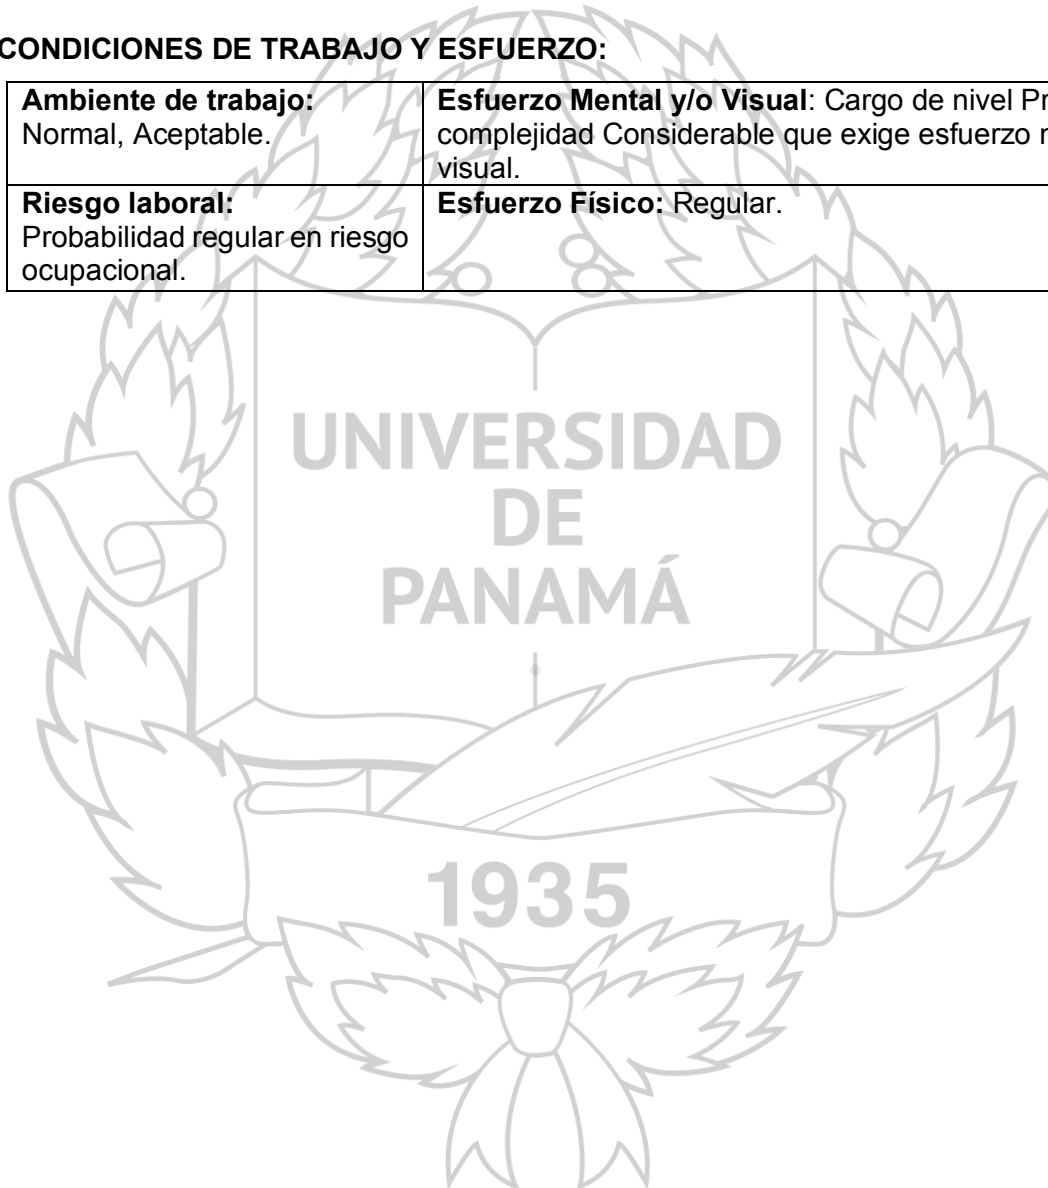 CONDICIONES DE TRABAJO Y ESFUERZO:
Ambiente de trabajo:
Normal, Aceptable.
Esfuerzo Mental y/o Visual: Cargo de nivel
complejidad Considerable que exige esfuerzo
visual.
Riesgo laboral:
Probabilidad regular en riesgo
ocupacional.
Esfuerzo Físico: Regular.
UNIVERSIDAD
DE
PANAMÁ
1935